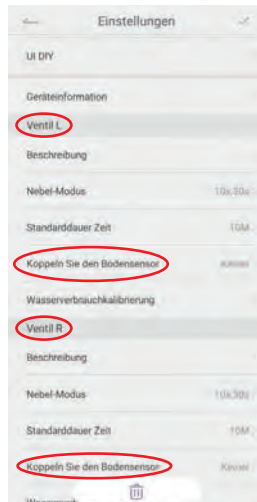 Einstellungen
UI DIY
Geräteinformation
Ventil L
Beschreibung
Nebel-Modus 10s,30s
Standarddauer Zeit 10M
Koppeln Sie den Bodensensor Keiner
Wasserverbrauchkalibrierung
Ventil R
Beschreibung
Nebel-Modus 10s,30s
Standarddauer Zeit 10M
Koppeln Sie den Bodensensor Keiner